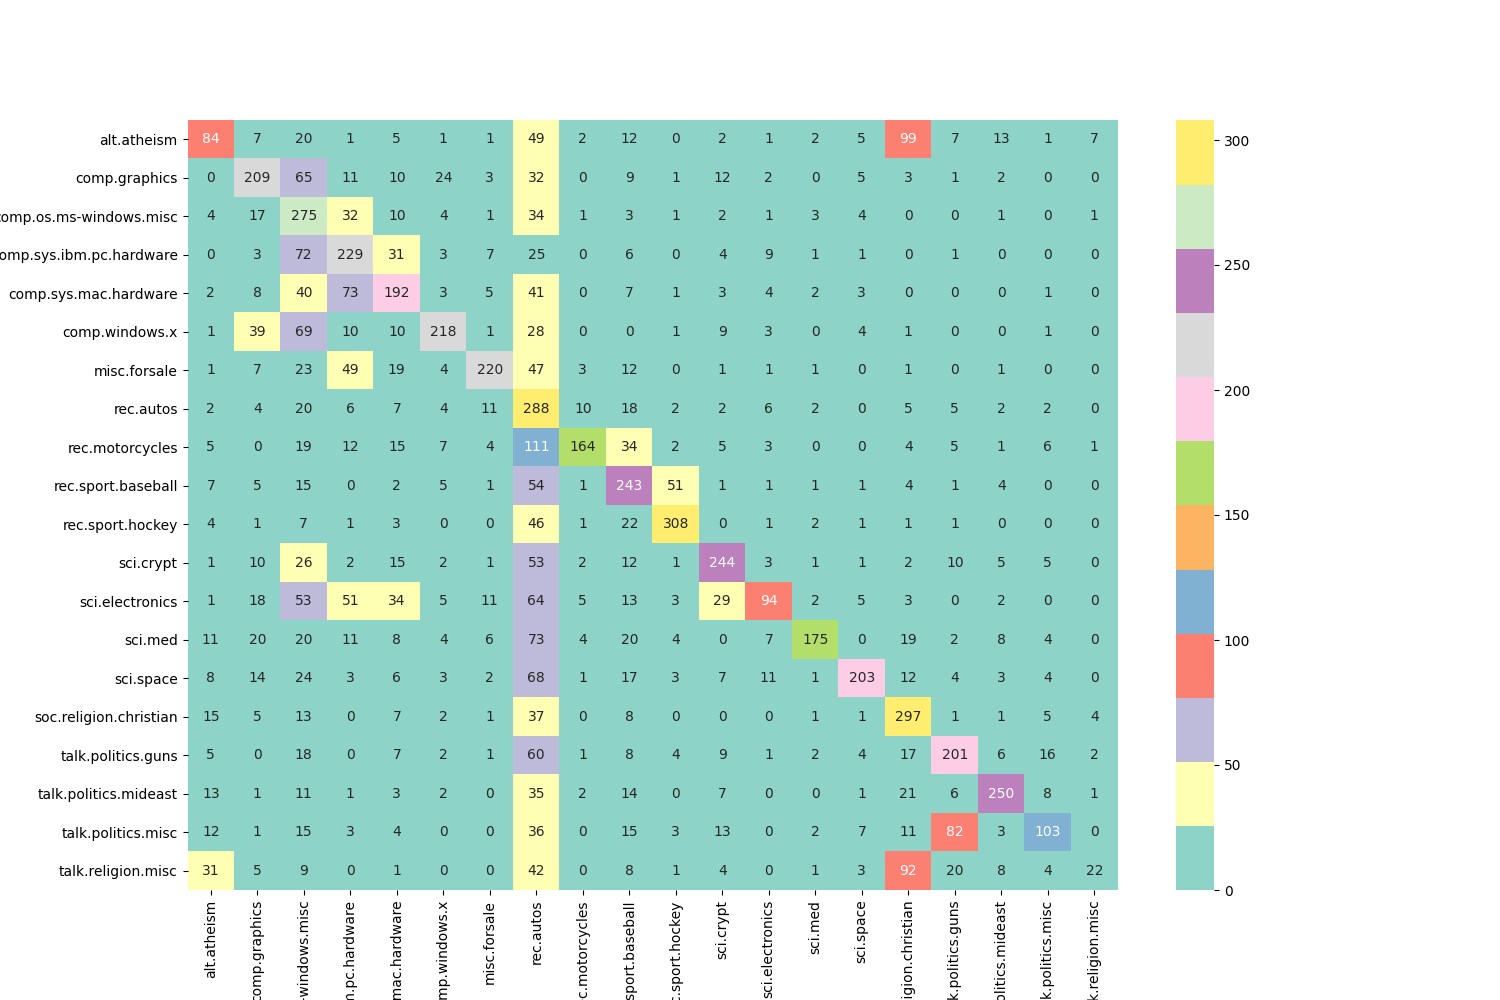 alt.atheism 84 7 20 1 5 1 1 49 2 12 0 2 1 2 5 99 7 13 1 7
comp.graphics 0 209 65 11 10 24 3 32 0 9 1 12 2 0 5 3 1 2 0 0
omp.os.ms-windows.misc 4 17 275 32 10 4 1 34 1 3 1 2 1 3 4 0 0 1 0 1
omp.sys.ibm.pc.hardware 0 3 72 229 31 3 7 25 0 6 0 4 9 1 1 0 1 0 0 0
comp.sys.mac.hardware 2 8 40 73 192 3 5 41 0 7 1 3 4 2 3 0 0 0 1 0
comp.windows.x 1 39 69 10 10 218 1 28 0 0 1 9 3 0 4 1 0 0 1 0
misc.forsale 1 7 23 49 19 4 220 47 3 12 0 1 1 1 0 1 0 1 0 0
rec.autos 2 4 20 6 7 4 11 288 10 18 2 2 6 2 0 5 5 2 2 0
rec.motorcycles 5 0 19 12 15 7 4 111 164 34 2 5 3 0 0 4 5 1 6 1
rec.sport.baseball 7 5 15 0 2 5 1 54 1 243 51 1 1 1 1 4 1 4 0 0
rec.sport.hockey 4 1 7 1 3 0 0 46 1 22 308 0 1 2 1 1 1 0 0 0
sci.crypt 1 10 26 2 15 2 1 53 2 12 1 244 3 1 1 2 10 5 5 0
sci.electronics 1 18 53 51 34 5 11 64 5 13 3 29 94 2 5 3 0 2 0 0
sci.med 11 20 20 11 8 4 6 73 4 20 4 0 7 175 0 19 2 8 4 0
sci.space 8 14 24 3 6 3 2 68 1 17 3 7 11 1 203 12 4 3 4 0
soc.religion.christian 15 5 13 0 7 2 1 37 0 8 0 0 0 1 1 297 1 1 5 4
talk.politics.guns 5 0 18 0 7 2 1 60 1 8 4 9 1 2 4 17 201 6 16 2
talk.politics.mideast 13 1 11 1 3 2 0 35 2 14 0 7 0 0 1 21 6 250 8 1
talk.politics.misc 12 1 15 3 4 0 0 36 0 15 3 13 0 2 7 11 82 3 103 0
talk.religion.misc 31 5 9 0 1 0 0 42 0 8 1 4 0 1 3 92 20 8 4 22
alt.atheism
comp.graphics
-windows.misc
m.pc.hardware
mac.hardware
mp.windows.x
misc.forsale
rec.autos
c.motorcycles
sport.baseball
c.sport.hockey
sci.crypt
sci.electronics
sci.med
sci.space
igion.christian
k.politics.guns
olitics.mideast
k.politics.misc
k.religion.misc
300
250
200
150
100
50
0